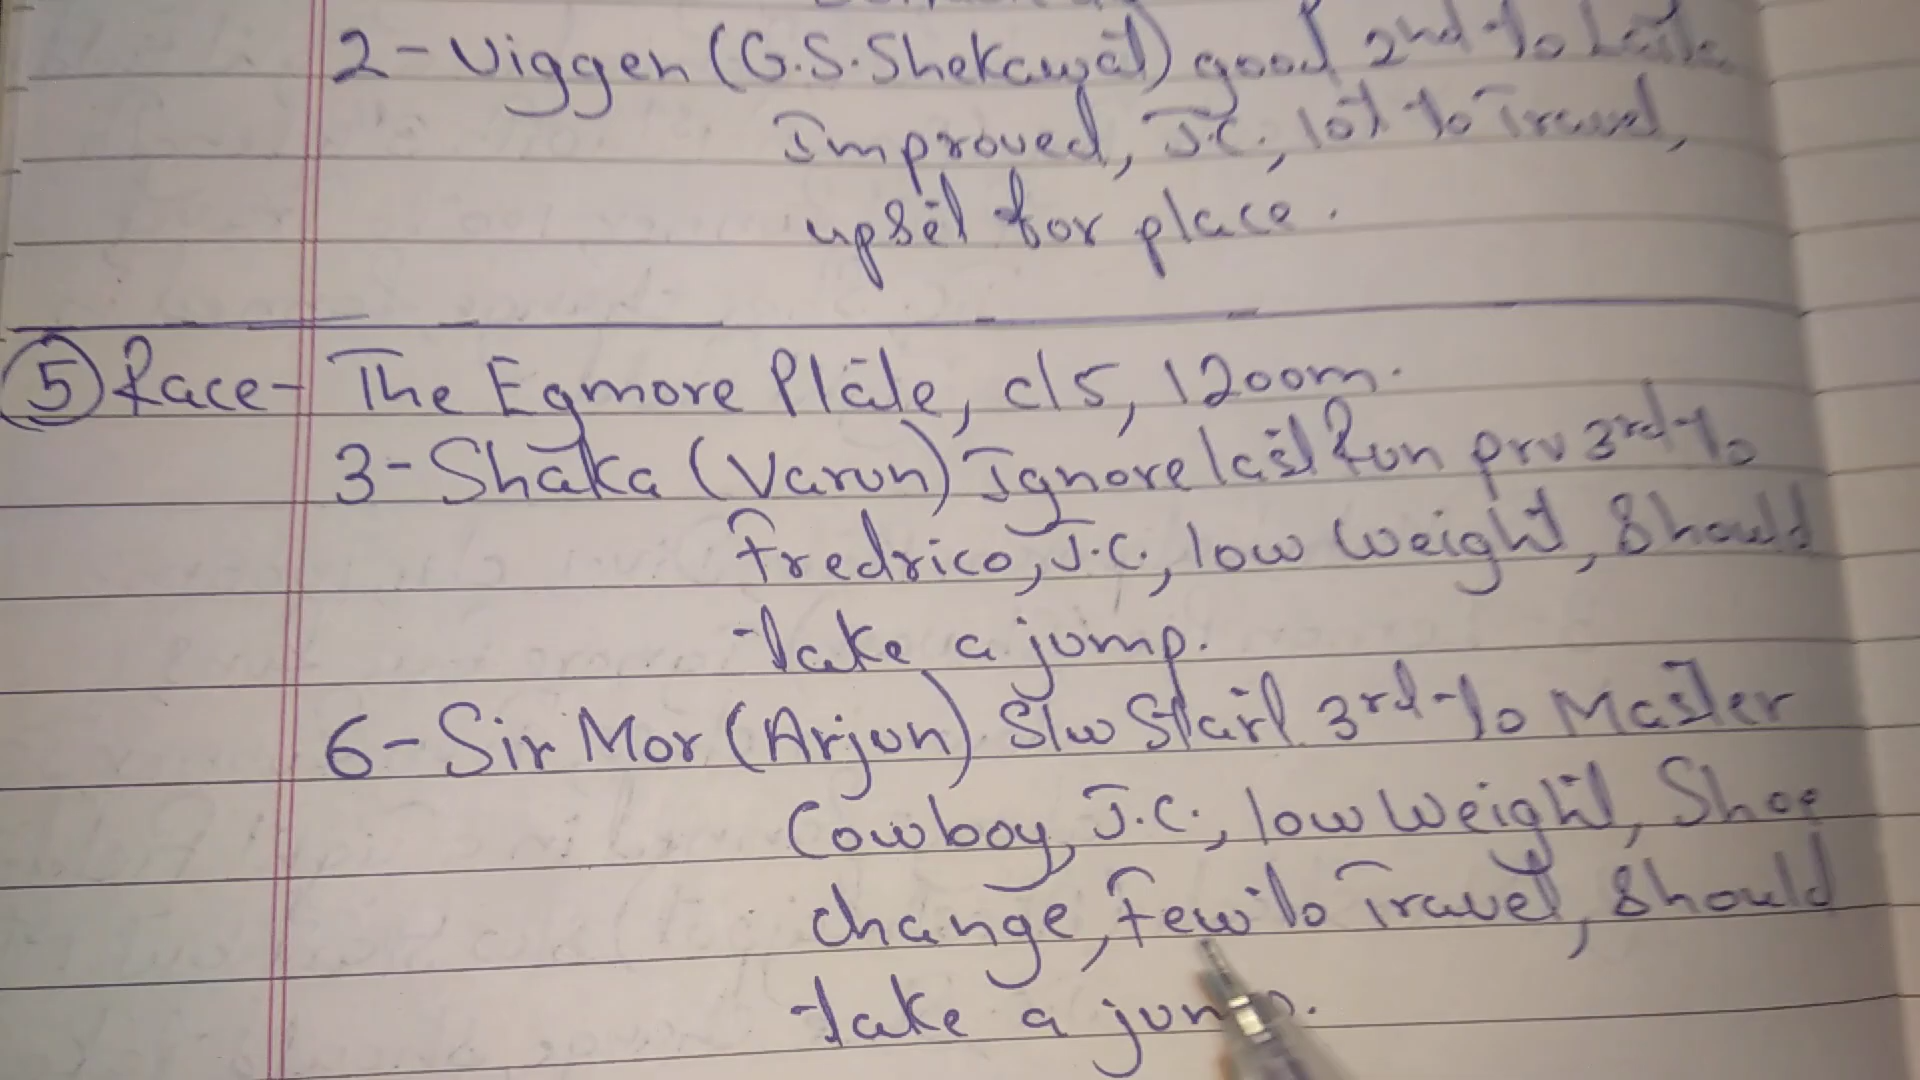 2-Viggen (G.S.Shekawat) good 2nd to
Improved, J.C., lot to Travel,
upset for place.
5 Race- The Egmore Plate, cl5, 1200m.
3-Shaka (Varun) Ignore last Run prv 3rd to
Fredrico, J.C., low weight, Should
take a jump.
6-Sir Mor (Arjun) Slw Start 3rd to Master
Cowboy, J.C., low weight, Shoe
change, Few to Travel, Should
take a jump.